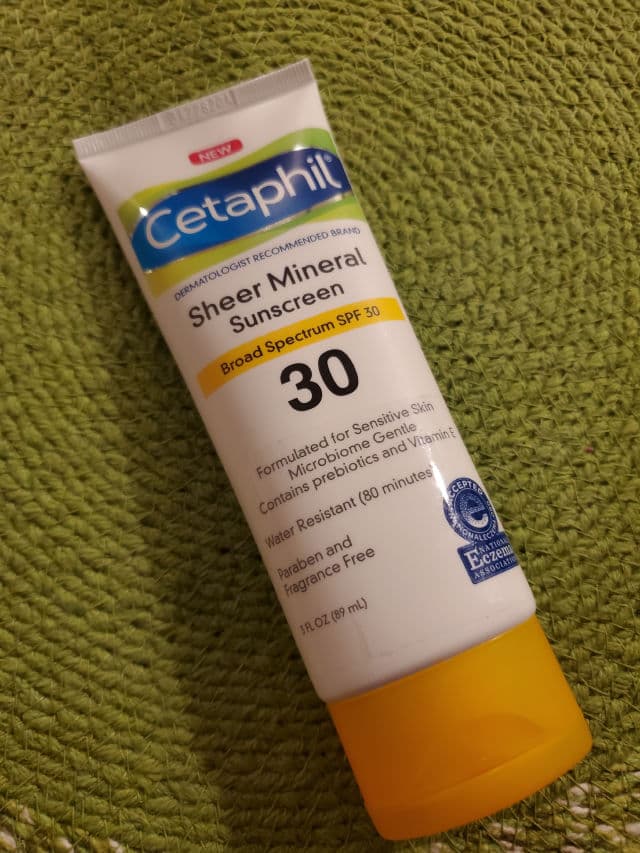 NEW
Cetaphil®
DERMATOLOGIST RECOMMENDED BRAND
Sheer Mineral
Sunscreen
Broad Spectrum SPF 30
30
Formulated for Sensitive Skin
Microbiome Gentle
Contains prebiotics and Vitamin E
Water Resistant (80 minutes
Paraben and
Fragrance Free
3 FL OZ (89 mL)
ACCEPTED
NATIONAL
Eczema
ASSOCIATION